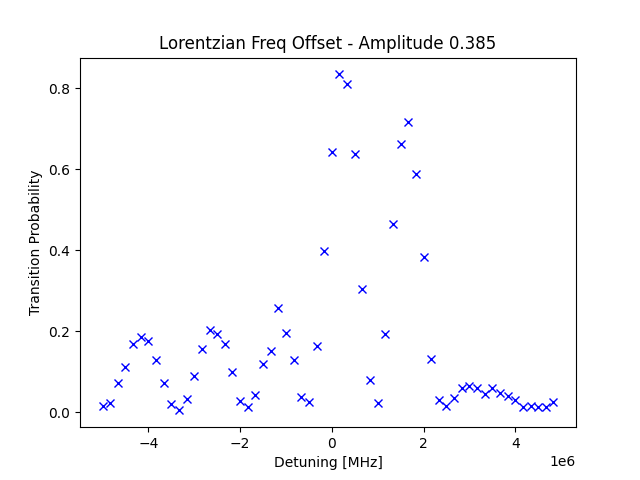 Lorentzian Freq Offset - Amplitude 0.385
Transition Probability
0.8
0.6
0.4
0.2
0.0
−4
−2
0
2
4
1e6
Detuning [MHz]